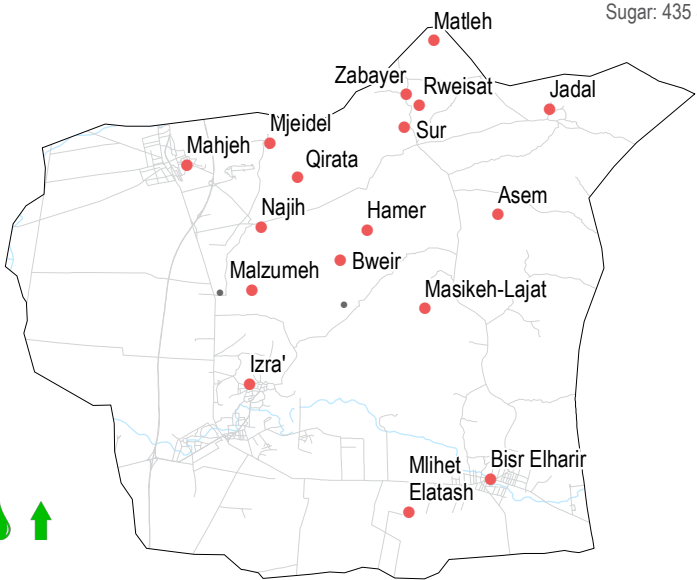 Sugar: 435
Matleh
Zabayer
Rweisat
Jadal
Mjeidel
Sur
Mahjeh
Qirata
Asem
Najih
Hamer
Bweir
Malzumeh
Masikeh-Lajat
Izra'
Mlihet
Elatash
Bisr Elharir